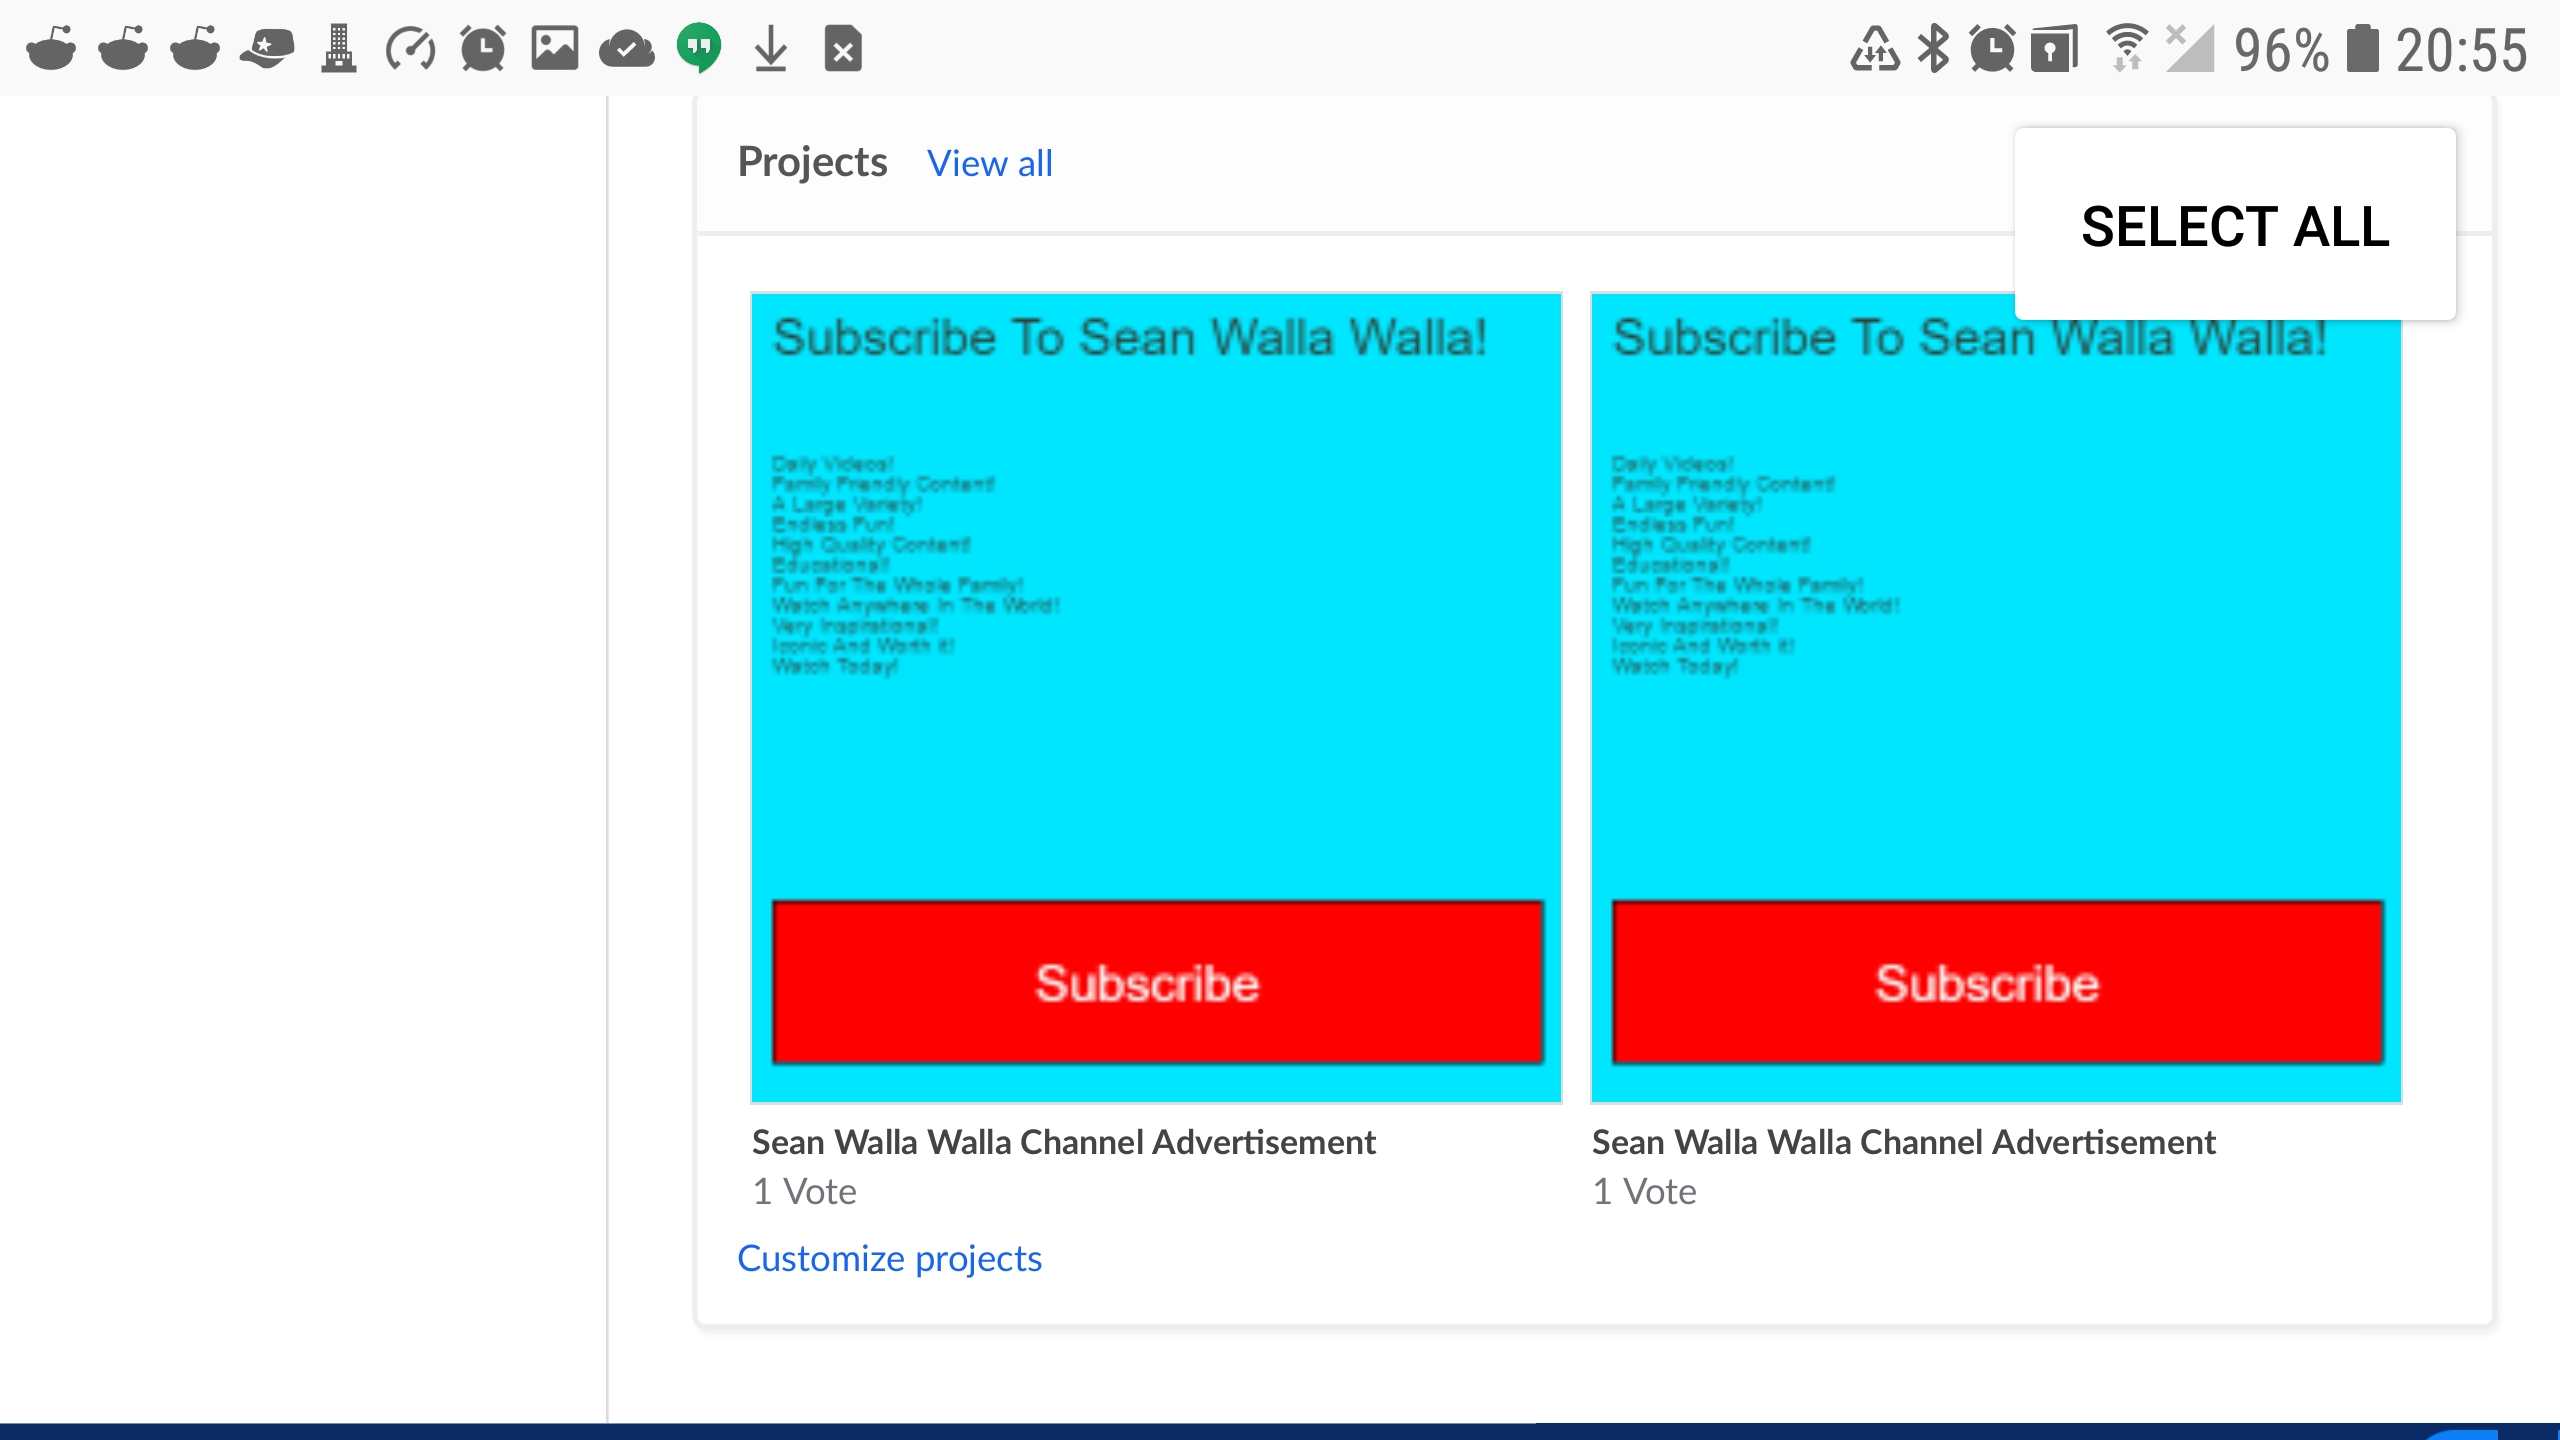 96% 20:55
Projects View all
SELECT ALL
Subscribe To Sean Walla Walla!
Daily Videos!
Family Friendly Content!
A Large Variety!
Endless Fun!
High Quality Content!
Educational!
Fun For The Whole Family!
Watch Anywhere In The World!
Very Inspirational!
Iconic And Worth it!
Watch Today!
Subscribe
Sean Walla Walla Channel Advertisement
1 Vote
Subscribe To Sean Walla Walla!
Daily Videos!
Family Friendly Content!
A Large Variety!
Endless Fun!
High Quality Content!
Educational!
Fun For The Whole Family!
Watch Anywhere In The World!
Very Inspirational!
Iconic And Worth it!
Watch Today!
Subscribe
Sean Walla Walla Channel Advertisement
1 Vote
Customize projects